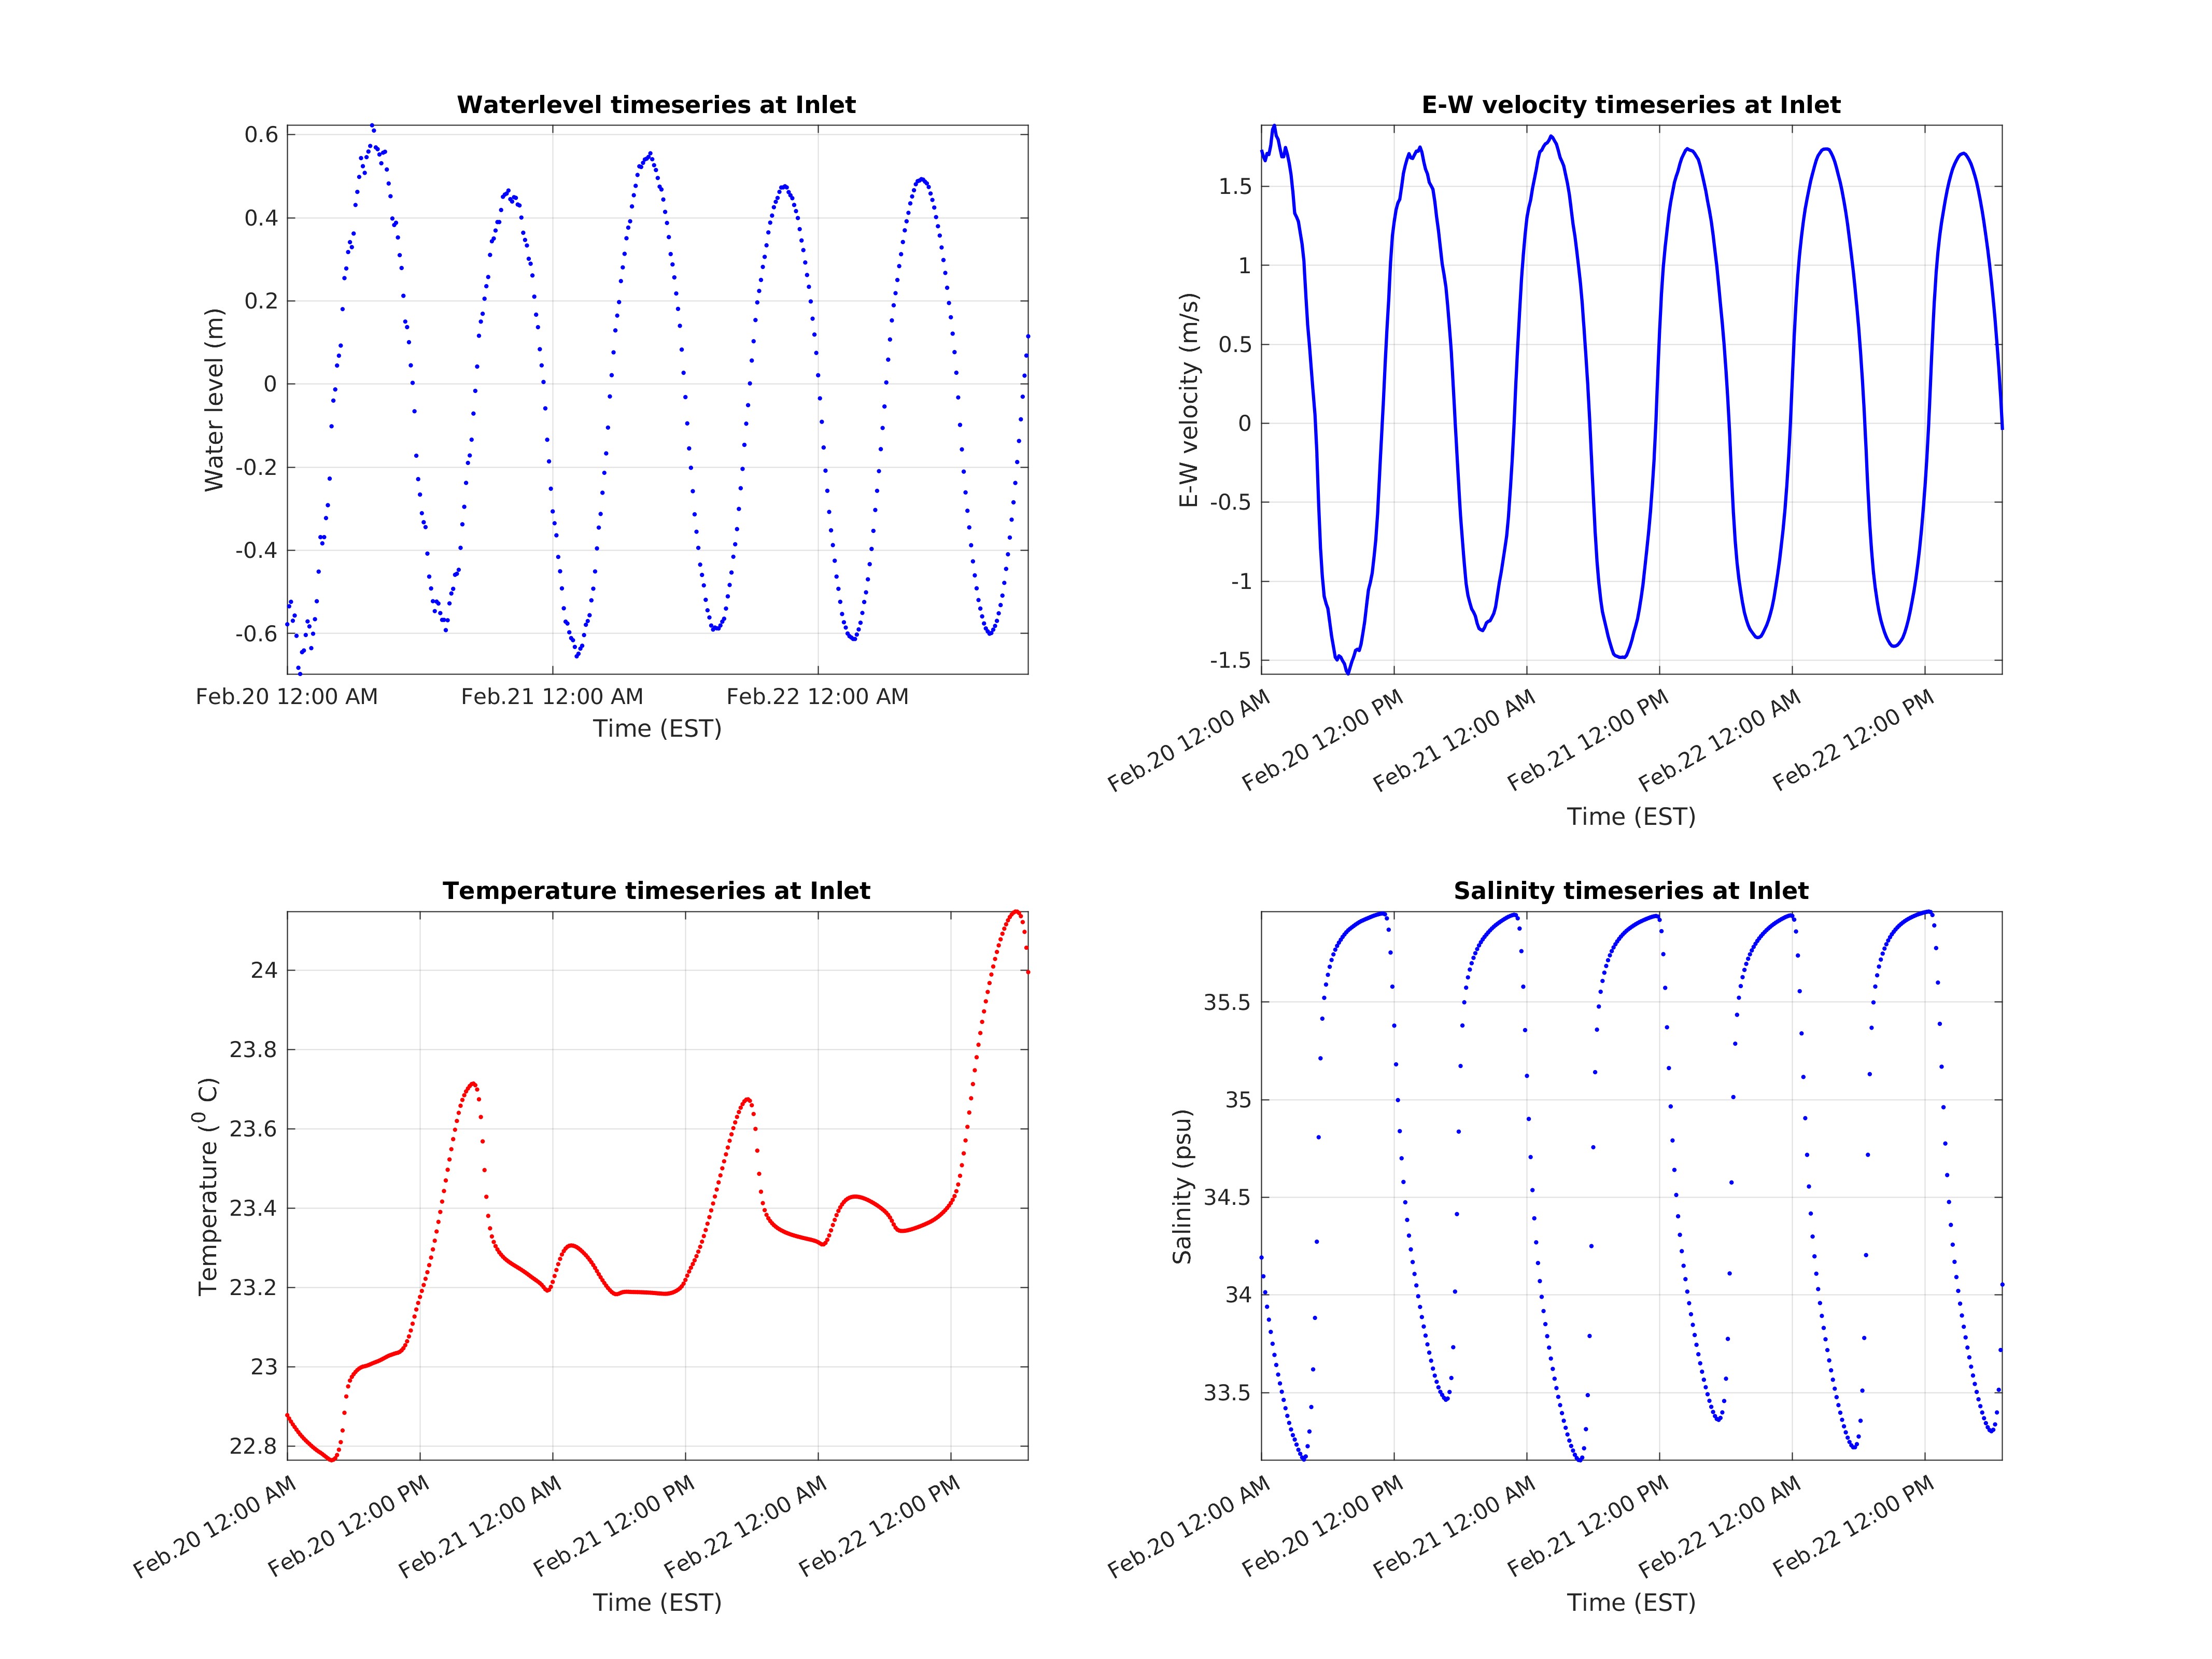 Waterlevel timeseries at Inlet
0.6
0.4
0.2
0
-0.2
-0.4
-0.6
Water level (m)
Feb.20 12:00 AM
Feb.21 12:00 AM
Feb.22 12:00 AM
Time (EST)
E-W velocity timeseries at Inlet
1.5
1
0.5
0
-0.5
-1
-1.5
E-W velocity (m/s)
Feb.20 12:00 AM
Feb.20 12:00 PM
Feb.21 12:00 AM
Feb.21 12:00 PM
Feb.22 12:00 AM
Feb.22 12:00 PM
Time (EST)
Temperature timeseries at Inlet
24
23.8
23.6
23.4
23.2
23
22.8
Temperature (⁰ C)
Feb.20 12:00 AM
Feb.20 12:00 PM
Feb.21 12:00 AM
Feb.21 12:00 PM
Feb.22 12:00 AM
Feb.22 12:00 PM
Time (EST)
Salinity timeseries at Inlet
35.5
35
34.5
34
33.5
Salinity (psu)
Feb.20 12:00 AM
Feb.20 12:00 PM
Feb.21 12:00 AM
Feb.21 12:00 PM
Feb.22 12:00 AM
Feb.22 12:00 PM
Time (EST)